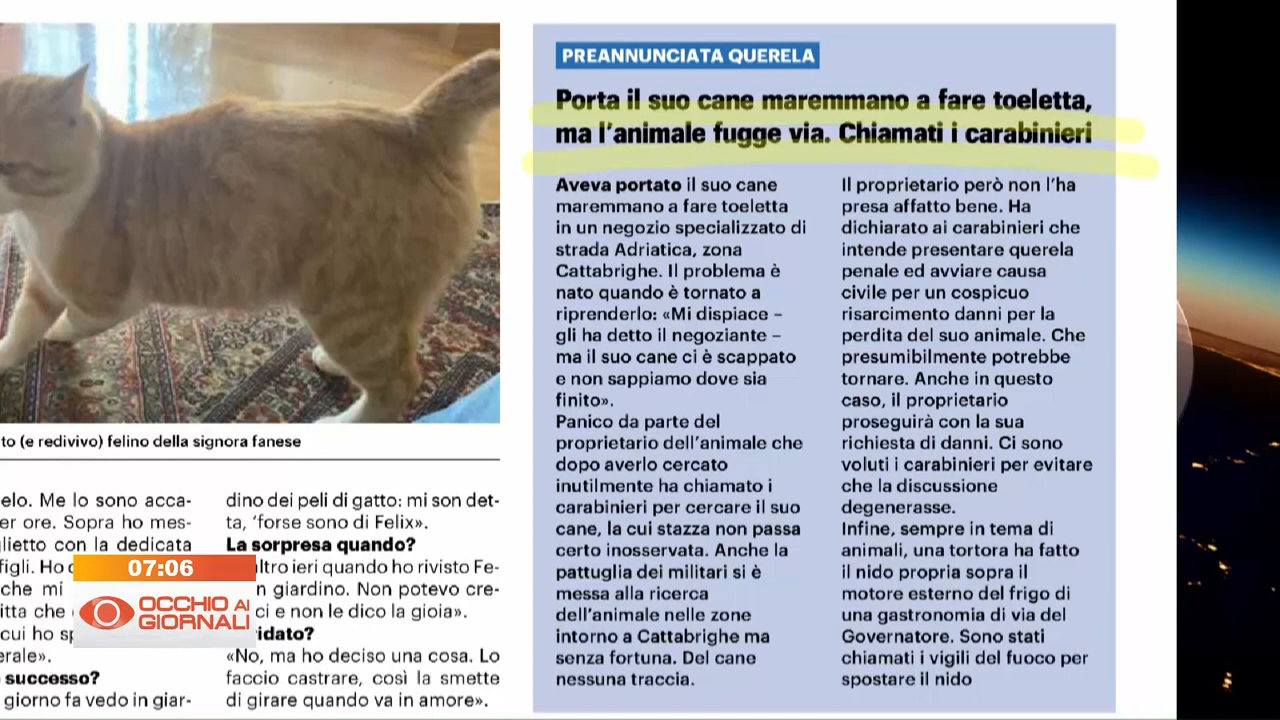 PREANNUNCIATA QUERELA
Porta il suo cane maremmano a fare toeletta,
ma l'animale fugge via. Chiamati i carabinieri
Aveva portato il suo cane
maremmano a fare toeletta
in un negozio specializzato di
strada Adriatica, zona
Cattabrighe. Il problema è
nato quando è tornato a
riprenderlo: «Mi dispiace –
gli ha detto il negoziante –
ma il suo cane ci è scappato
e non sappiamo dove sia
finito».
Panico da parte del
proprietario dell'animale che
dopo averlo cercato
inutilmente ha chiamato i
carabinieri per cercare il suo
cane, la cui stazza non passa
certo inosservata. Anche la
pattuglia dei militari si è
messa alla ricerca
dell'animale nelle zone
intorno a Cattabrighe ma
senza fortuna. Del cane
nessuna traccia.
Il proprietario però non l'ha
presa affatto bene. Ha
dichiarato ai carabinieri che
intende presentare querela
penale ed avviare causa
civile per un cospicuo
risarcimento danni per la
perdita del suo animale. Che
presumibilmente potrebbe
tornare. Anche in questo
caso, il proprietario
proseguirà con la sua
richiesta di danni. Ci sono
voluti i carabinieri per evitare
che la discussione
degenerasse.
Infine, sempre in tema di
animali, una tortora ha fatto
il nido propria sopra il
motore esterno del frigo di
una gastronomia di via del
Governatore. Sono stati
chiamati i vigili del fuoco per
spostare il nido
to (e redivivo) felino della signora fanese
elo. Me lo sono acca-
er ore. Sopra ho mes-
glietto con la dedicata
figli. Ho
che mi
itta che
cui ho
erale».
successo?
giorno fa vedo in giar-
dino dei peli di gatto: mi son det-
ta, 'forse sono di Felix».
La sorpresa quando?
ltro ieri quando ho rivisto Fe-
n giardino. Non potevo cre-
ci e non le dico la gioia».
ridato?
«No, ma ho deciso una cosa. Lo
faccio castrare, così la smette
di girare quando va in amore».
07:06
OCCHIO AI
GIORNALI